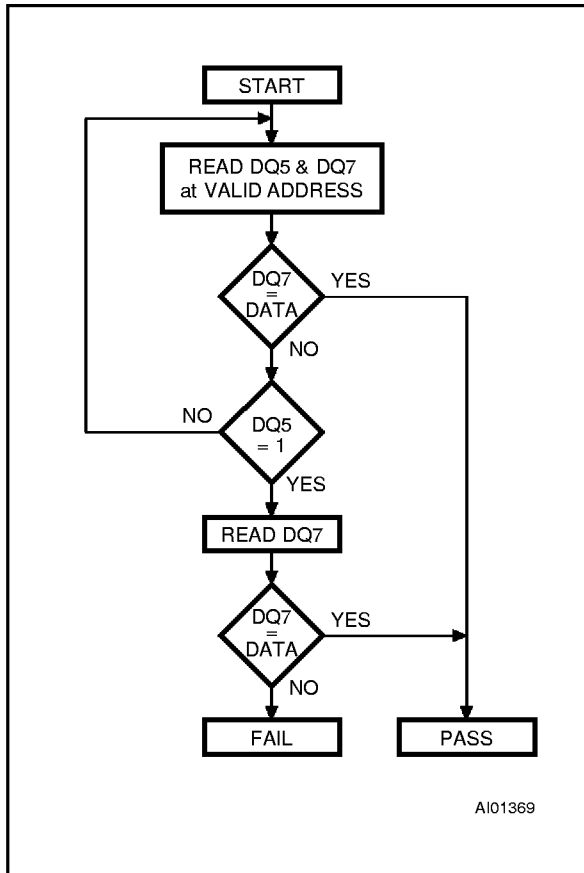 START
READ DQ5 & DQ7
at VALID ADDRESS
DQ7
=
DATA
YES
NO
DQ5
= 1
NO
YES
READ DQ7
DQ7
=
DATA
YES
NO
FAIL
PASS
AI01369